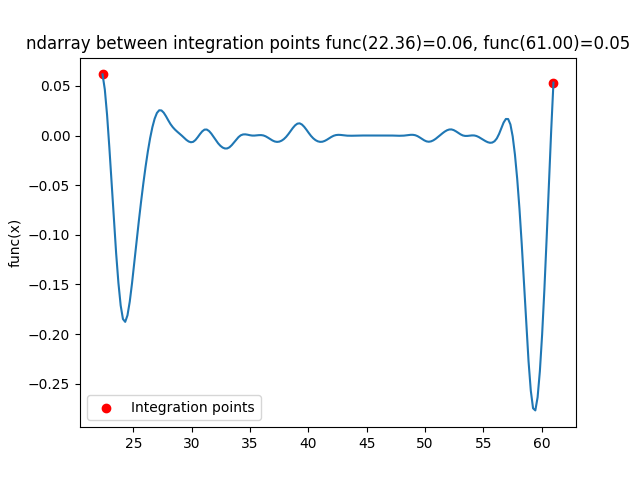 ndarray between integration points func(22.36)=0.06, func(61.00)=0.05
func(x)
0.05
0.00
−0.05
−0.10
−0.15
−0.20
−0.25
Integration points
25 30 35 40 45 50 55 60